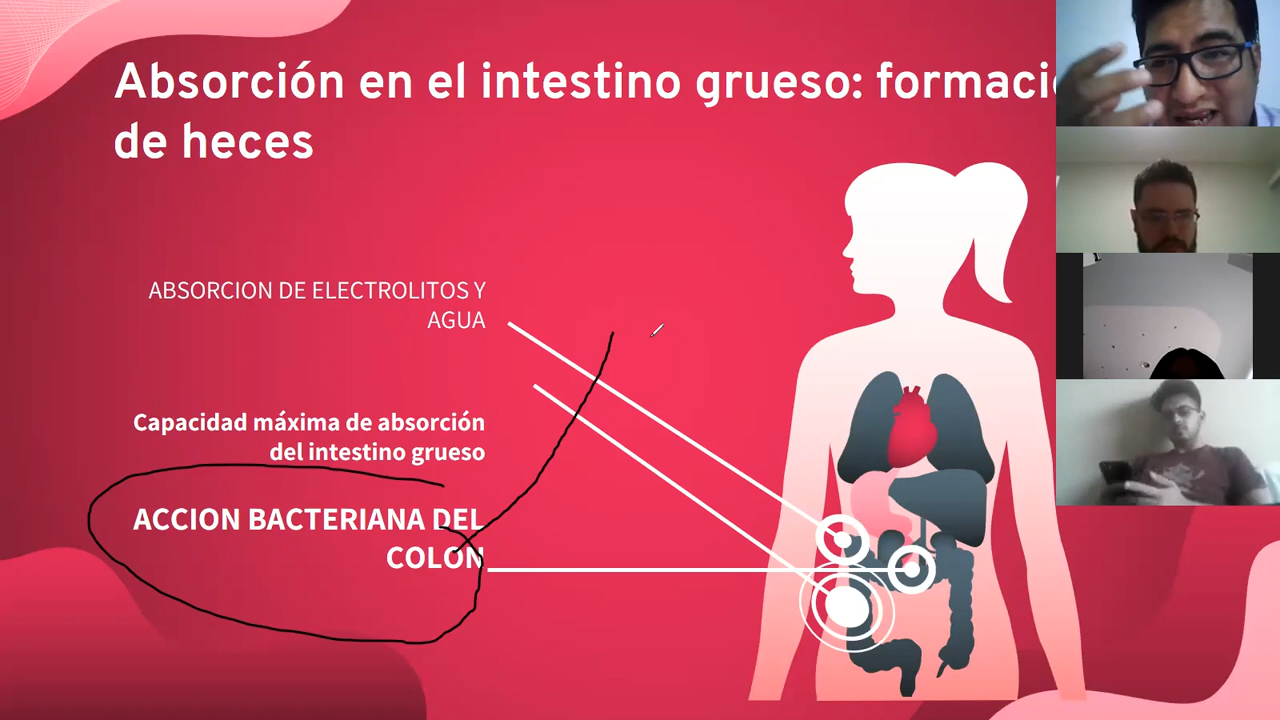 Absorción en el intestino grueso: formació
de heces
ABSORCION DE ELECTROLITOS Y
AGUA
Capacidad máxima de absorción
del intestino grueso
ACCION BACTERIANA DEL
COLON